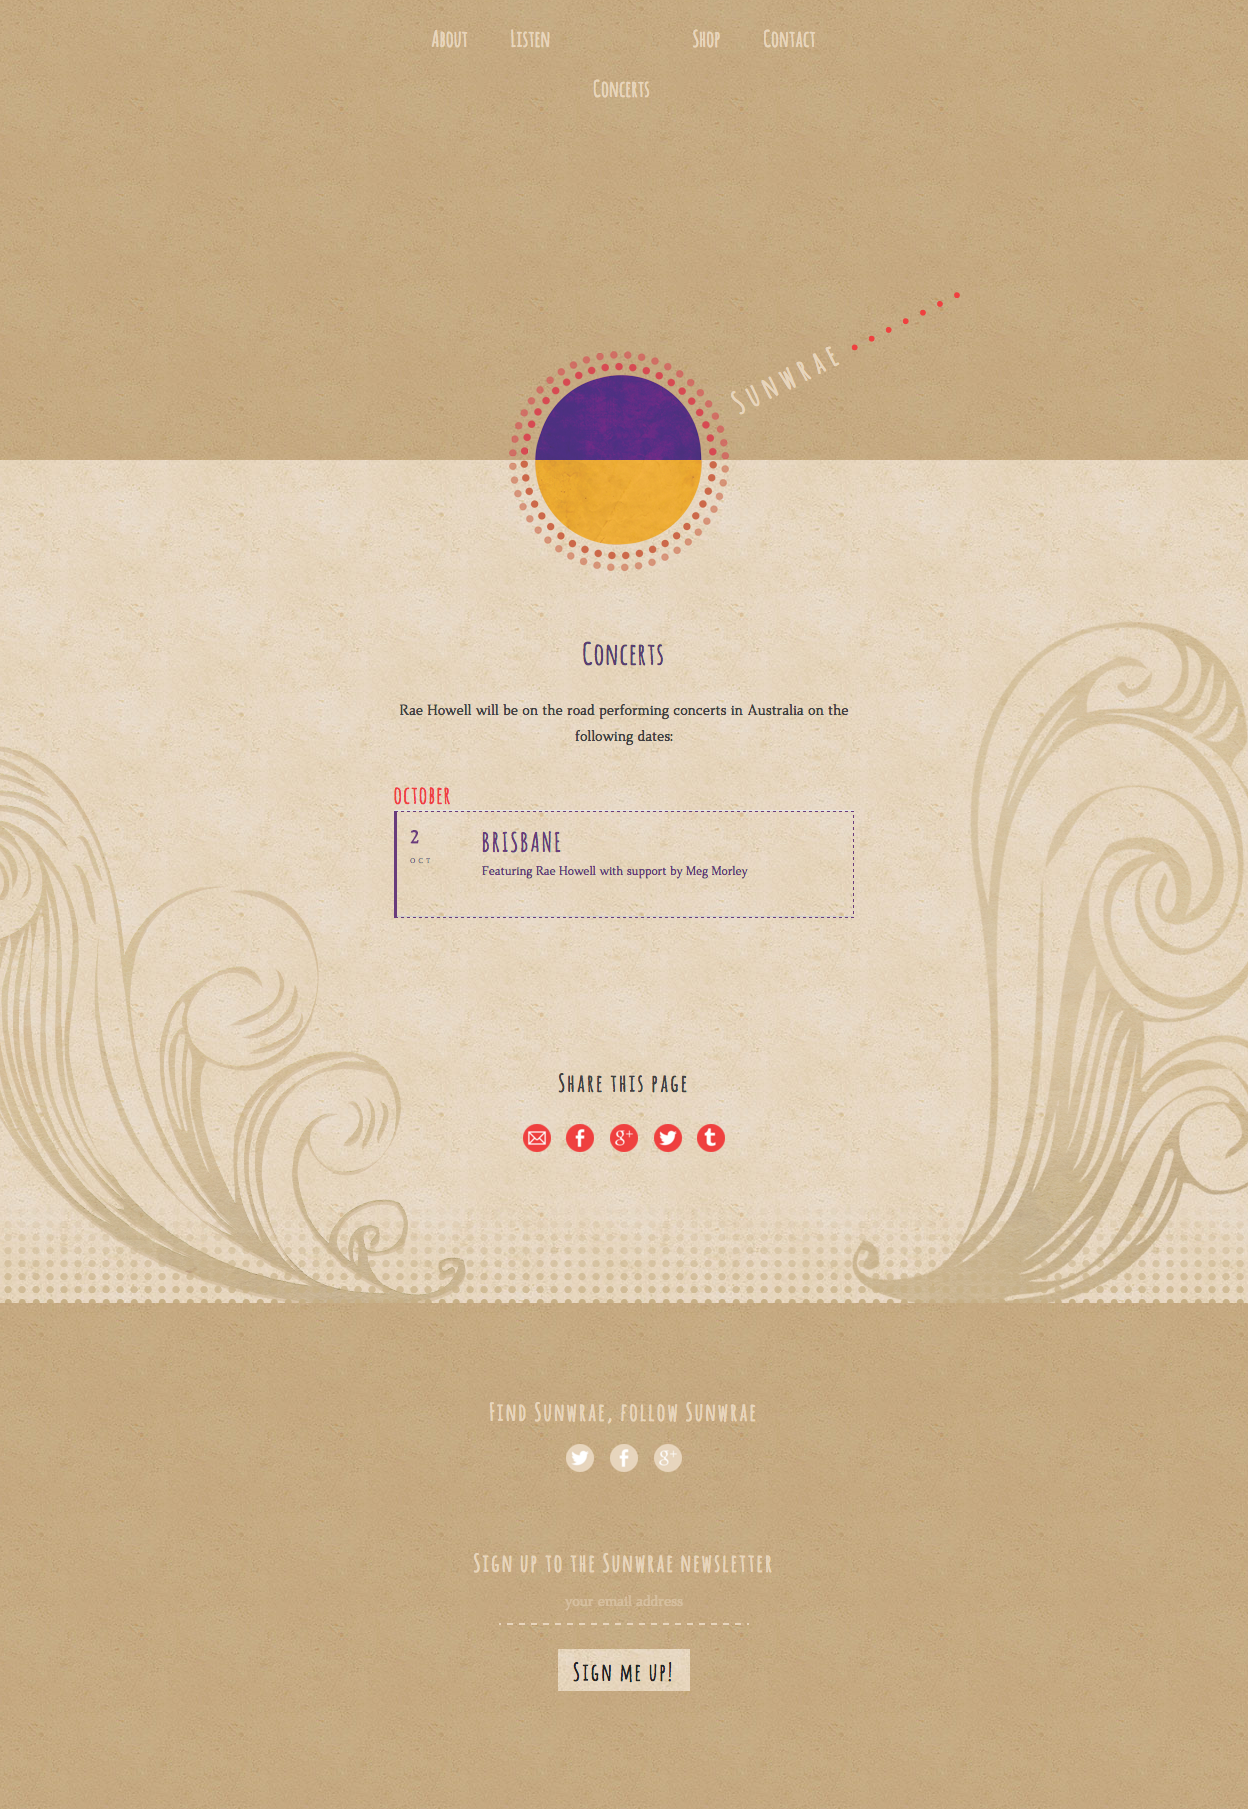 About Listen Shop Contact
Concerts
Sunwrae
Concerts
Rae Howell will be on the road performing concerts in Australia on the
following dates:
OCTOBER
2
OCT
BRISBANE
Featuring Rae Howell with support by Meg Morley
Share this page
Find Sunwrae, follow Sunwrae
Sign up to the Sunwrae newsletter
your email address
Sign me up!